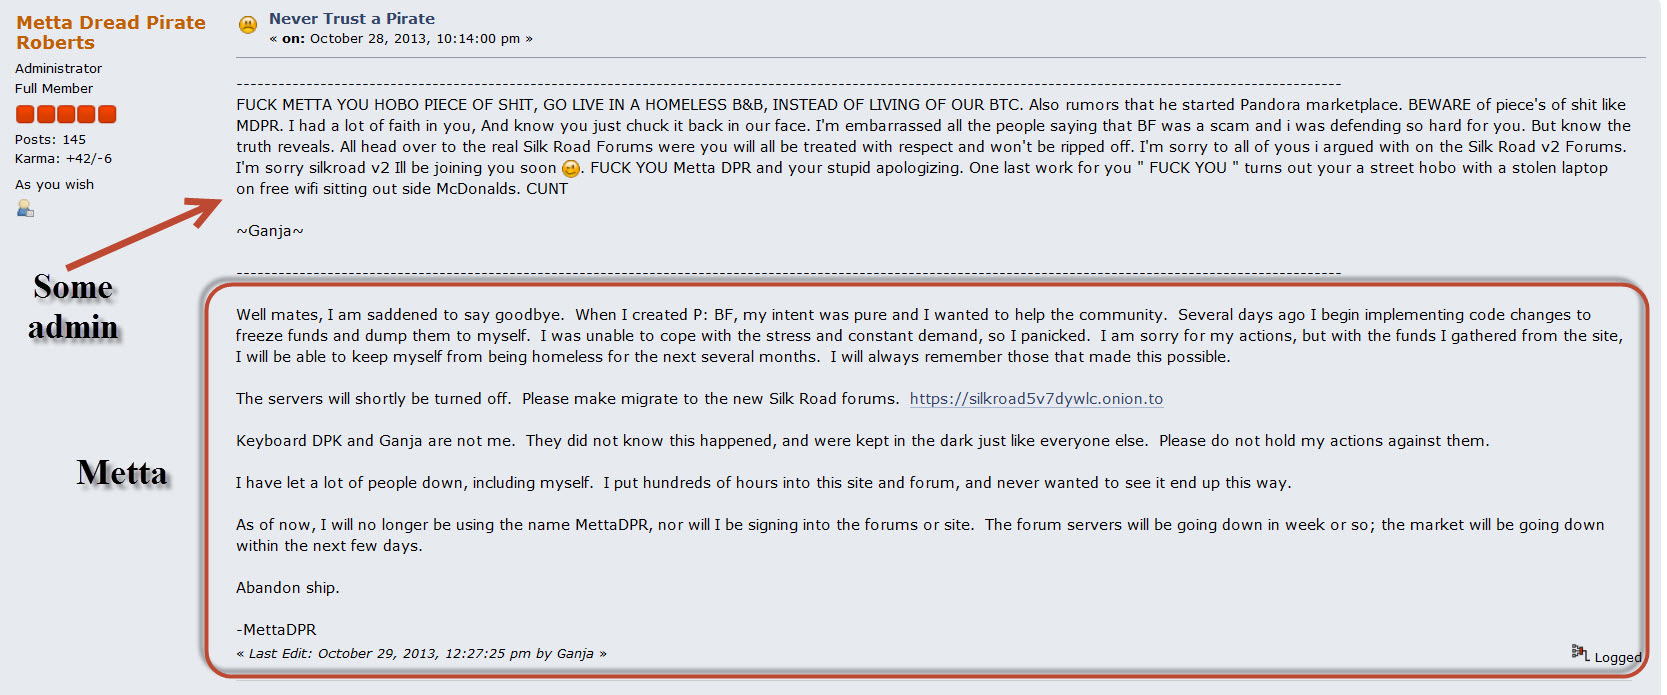 Metta Dread Pirate
Roberts
Administrator
Full Member
Posts: 145
Karma: +42/-6
As you wish
Some
admin
Metta
Never Trust a Pirate
« on: October 28, 2013, 10:14:00 pm »
--------------------------------------------------------------------------------------------------------------------------------------------------------------
FUCK METTA YOU HOBO PIECE OF SHIT, GO LIVE IN A HOMELESS B&B, INSTEAD OF LIVING OF OUR BTC. Also rumors that he started Pandora marketplace. BEWARE of piece's of shit like
MDPR. I had a lot of faith in you, And know you just chuck it back in our face. I'm embarrassed all the people saying that BF was a scam and i was defending so hard for you. But know the
truth reveals. All head over to the real Silk Road Forums were you will all be treated with respect and won't be ripped off. I'm sorry to all of yous i argued with on the Silk Road v2 Forums.
I'm sorry silkroad v2 Ill be joining you soon . FUCK YOU Metta DPR and your stupid apologizing. One last work for you " FUCK YOU " turns out your a street hobo with a stolen laptop
on free wifi sitting out side McDonalds. CUNT
~Ganja~
--------------------------------------------------------------------------------------------------------------------------------------------------------------
Well mates, I am saddened to say goodbye.  When I created P: BF, my intent was pure and I wanted to help the community.  Several days ago I begin implementing code changes to
freeze funds and dump them to myself.  I was unable to cope with the stress and constant demand, so I panicked.  I am sorry for my actions, but with the funds I gathered from the site,
I will be able to keep myself from being homeless for the next several months.  I will always remember those that made this possible.
The servers will shortly be turned off.  Please make migrate to the new Silk Road forums.  https://silkroad5v7dywlc.onion.to
Keyboard DPK and Ganja are not me.  They did not know this happened, and were kept in the dark just like everyone else.  Please do not hold my actions against them.
I have let a lot of people down, including myself.  I put hundreds of hours into this site and forum, and never wanted to see it end up this way.
As of now, I will no longer be using the name MettaDPR, nor will I be signing into the forums or site.  The forum servers will be going down in week or so; the market will be going down
within the next few days.
Abandon ship.
-MettaDPR
« Last Edit: October 29, 2013, 12:27:25 pm by Ganja »
Logged